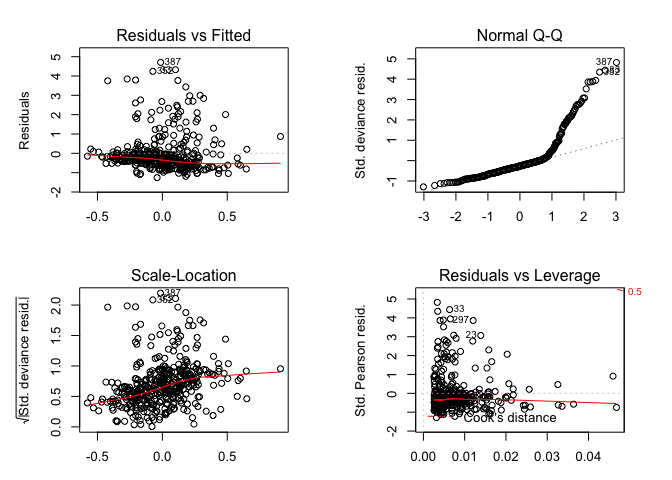 Residuals vs Fitted
Residuals
5
4
3
2
1
0
-2
387
352
-0.5 0.0 0.5
Normal Q-Q
Std. deviance resid.
5
4
3
1
-1
387
352
-3 -2 -1 0 1 2 3
Scale-Location
√|Std. deviance resid.|
2.0
1.5
1.0
0.5
0.0
387
352
-0.5 0.0 0.5
Residuals vs Leverage
Std. Pearson resid.
5
4
3
2
1
0
-2
33
297
23
0.5
Cook's distance
0.00 0.01 0.02 0.03 0.04